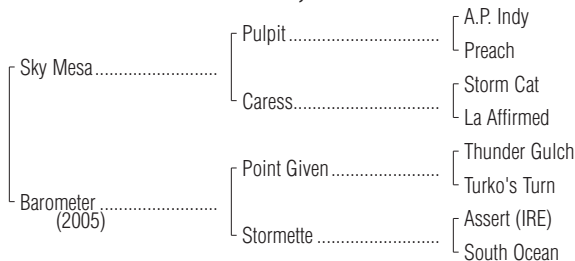 A.P. Indy
Pulpit
Preach
Sky Mesa
Storm Cat
Caress
La Affirmed
Thunder Gulch
Point Given
Turko's Turn
Barometer
(2005)
Assert (IRE)
Stormette
South Ocean